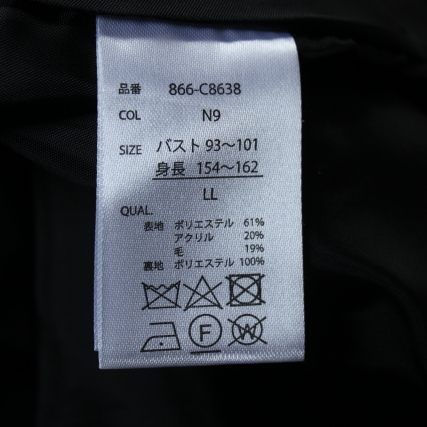 品番 866-C8638
COL N9
SIZE バスト 93〜101
身長 154〜162
LL
QUAL.
表地 ポリエステル 61%
アクリル 20%
毛 19%
裏地 ポリエステル 100%
F W